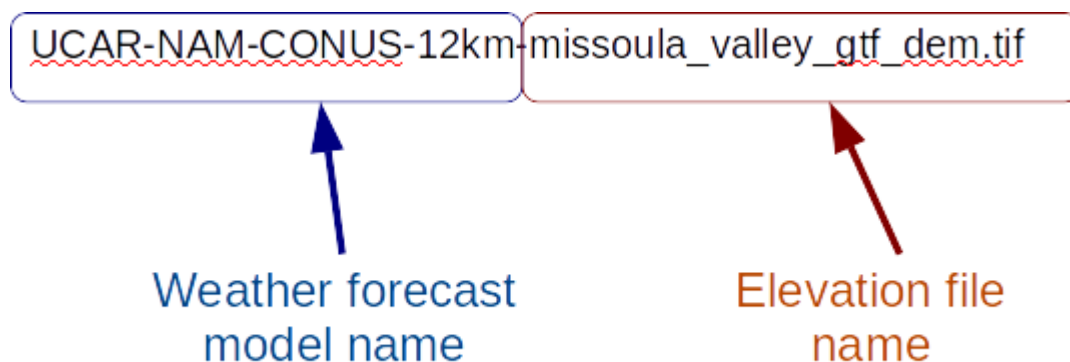 UCAR-NAM-CONUS-12km-missoula_valley_gtf_dem.tif
Weather forecast
model name
Elevation file
name